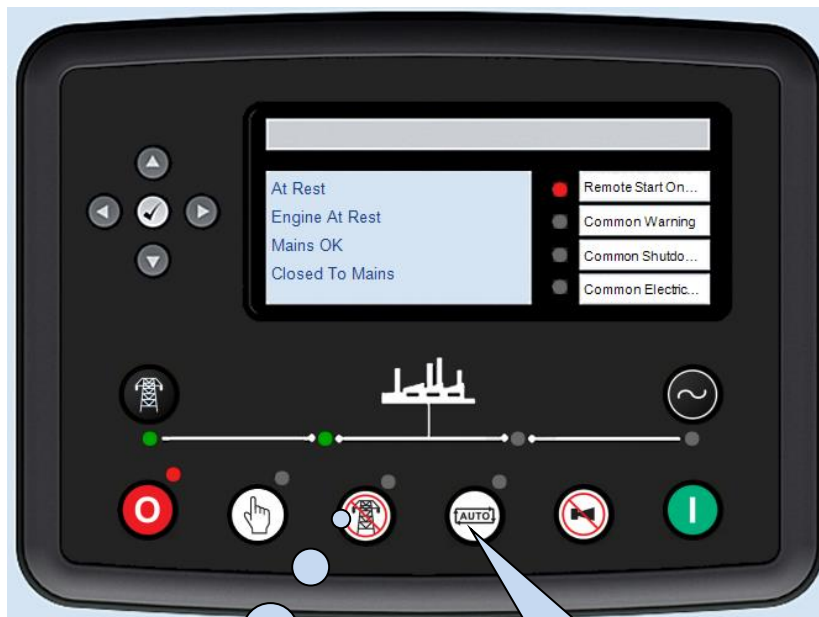 At Rest
Engine At Rest
Mains OK
Closed To Mains
Remote Start On...
Common Warning
Common Shutdo...
Common Electric...
O
AUTO
I